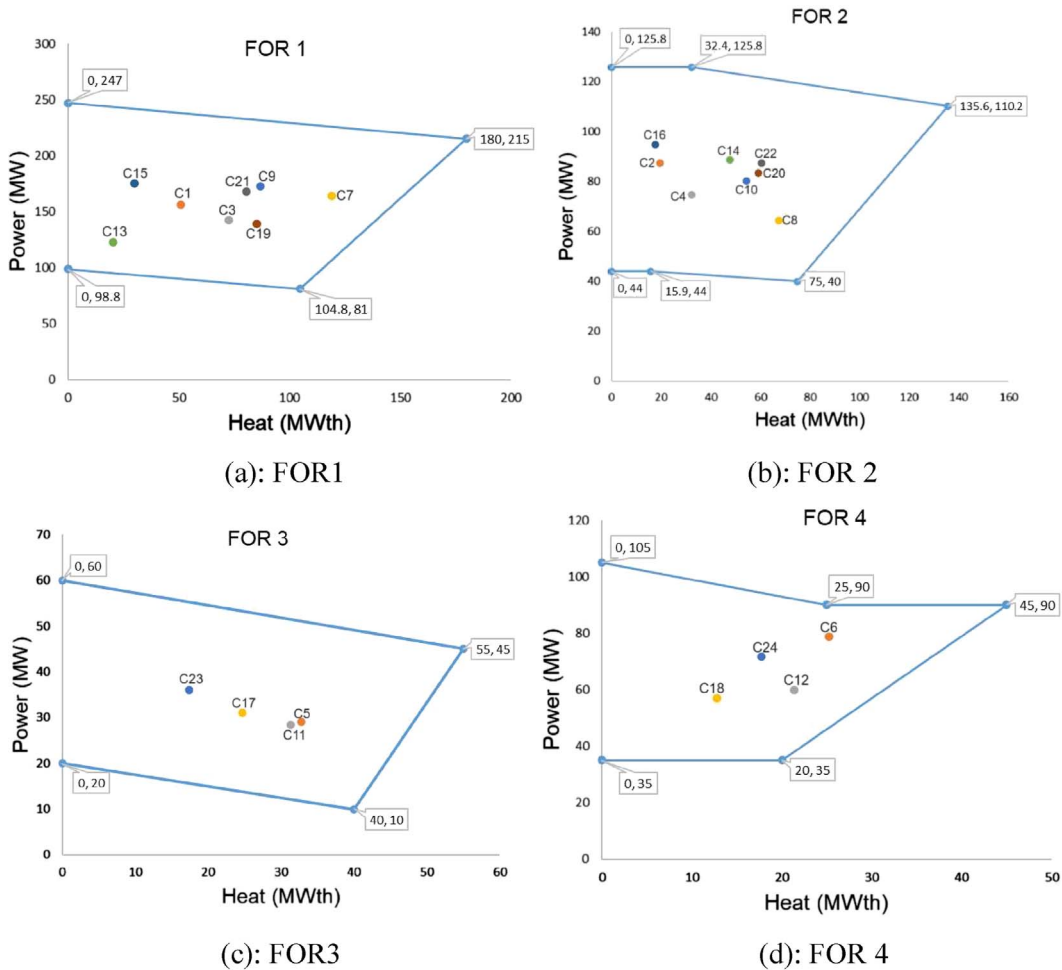 FOR 1
Power (MW)
300
250
200
150
100
50
0
0, 247
180, 215
C15
C1
C21
C9
C7
C3
C13
C19
0, 98.8
104.8, 81
0
50
100
150
200
Heat (MWth)
(a): FOR1
FOR 2
Power (MW)
140
120
100
80
60
40
20
0
0, 125.8
32.4, 125.8
135.6, 110.2
C16
C14
C22
C2
C20
C10
C4
C8
0, 44
15.9, 44
75, 40
0
20
40
60
80
100
120
140
160
Heat (MWth)
(b): FOR 2
FOR 3
Power (MW)
70
60
50
40
30
20
10
0
0, 60
55, 45
C23
C17
C5
C11
0, 20
40, 10
0
10
20
30
40
50
60
Heat (MWth)
(c): FOR3
FOR 4
Power (MW)
120
100
80
60
40
20
0
0, 105
25, 90
45, 90
C6
C24
C12
C18
0, 35
20, 35
0
10
20
30
40
50
Heat (MWth)
(d): FOR 4